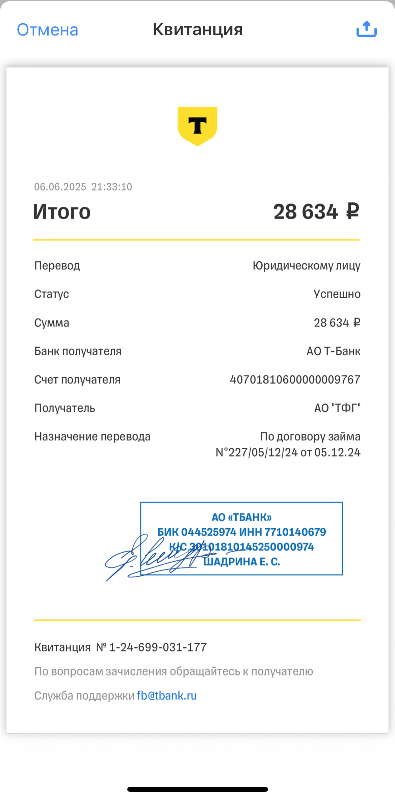 Отмена Квитанция
Т
06.06.2025 21:33:10
Итого 28 634 ₽
Перевод Юридическому лицу
Статус Успешно
Сумма 28 634 ₽
Банк получателя АО Т-Банк
Счет получателя 40701810600000009767
Получатель АО "ТФГ"
Назначение перевода По договору займа
N°227/05/12/24 от 05.12.24
АО «ТБАНК»
БИК 044525974 ИНН 7710140679
К/С 30101810145250000974
ШАДРИНА Е. С.
Квитанция № 1-24-699-031-177
По вопросам зачисления обращайтесь к получателю
Служба поддержки fb@tbank.ru